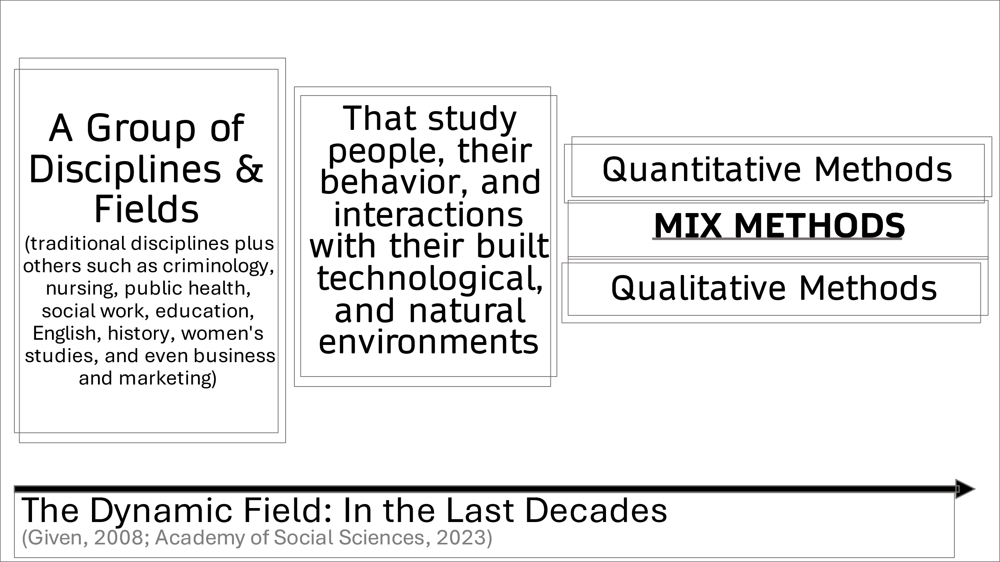 A Group of
Disciplines &
Fields
(traditional disciplines plus
others such as criminology,
nursing, public health,
social work, education,
English, history, women's
studies, and even business
and marketing)
That study
people, their
behavior, and
interactions
with their built
technological,
and natural
environments
Quantitative Methods
MIX METHODS
Qualitative Methods
The Dynamic Field: In the Last Decades
(Given, 2008; Academy of Social Sciences, 2023)